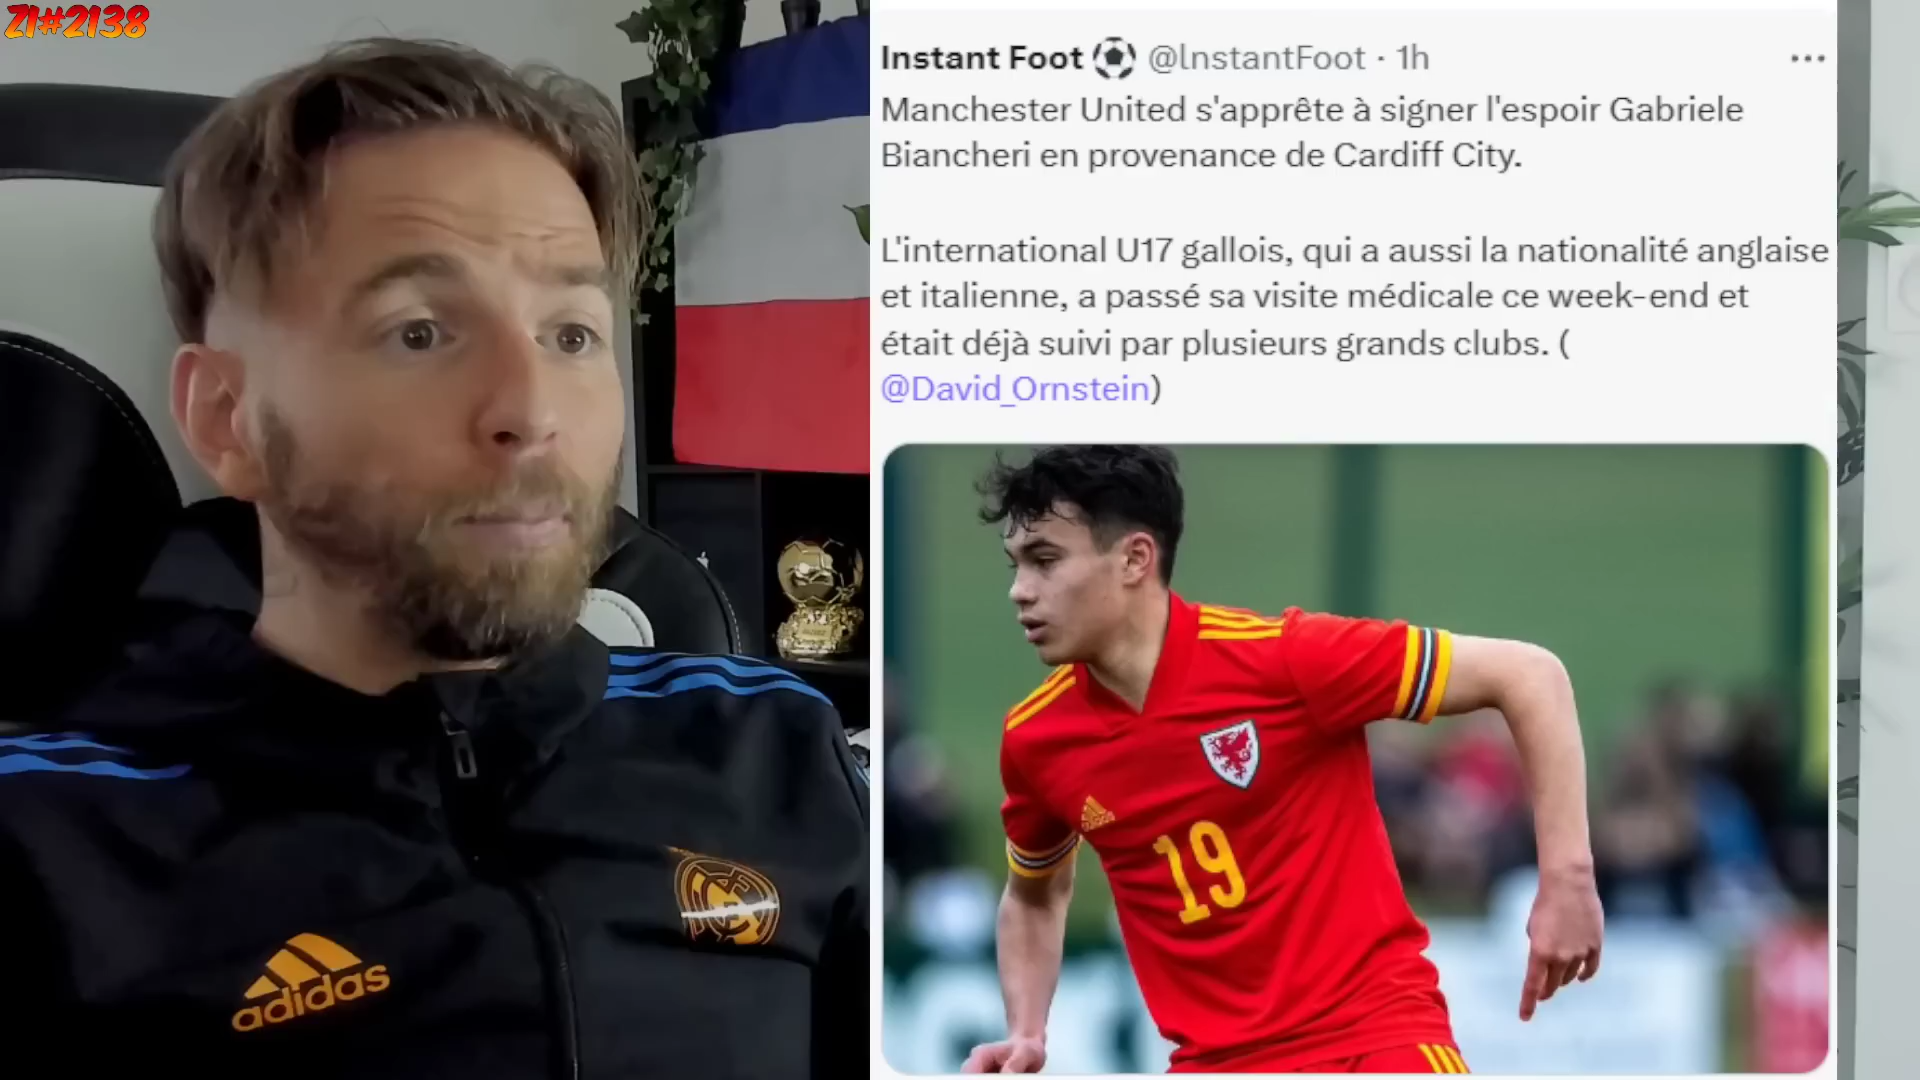 ZI#2138
Instant Foot ⚽ @lnstantFoot · 1h
Manchester United s'apprête à signer l'espoir Gabriele
Biancheri en provenance de Cardiff City.
L'international U17 gallois, qui a aussi la nationalité anglaise
et italienne, a passé sa visite médicale ce week-end et
était déjà suivi par plusieurs grands clubs. (
@David_Ornstein)
adidas
19